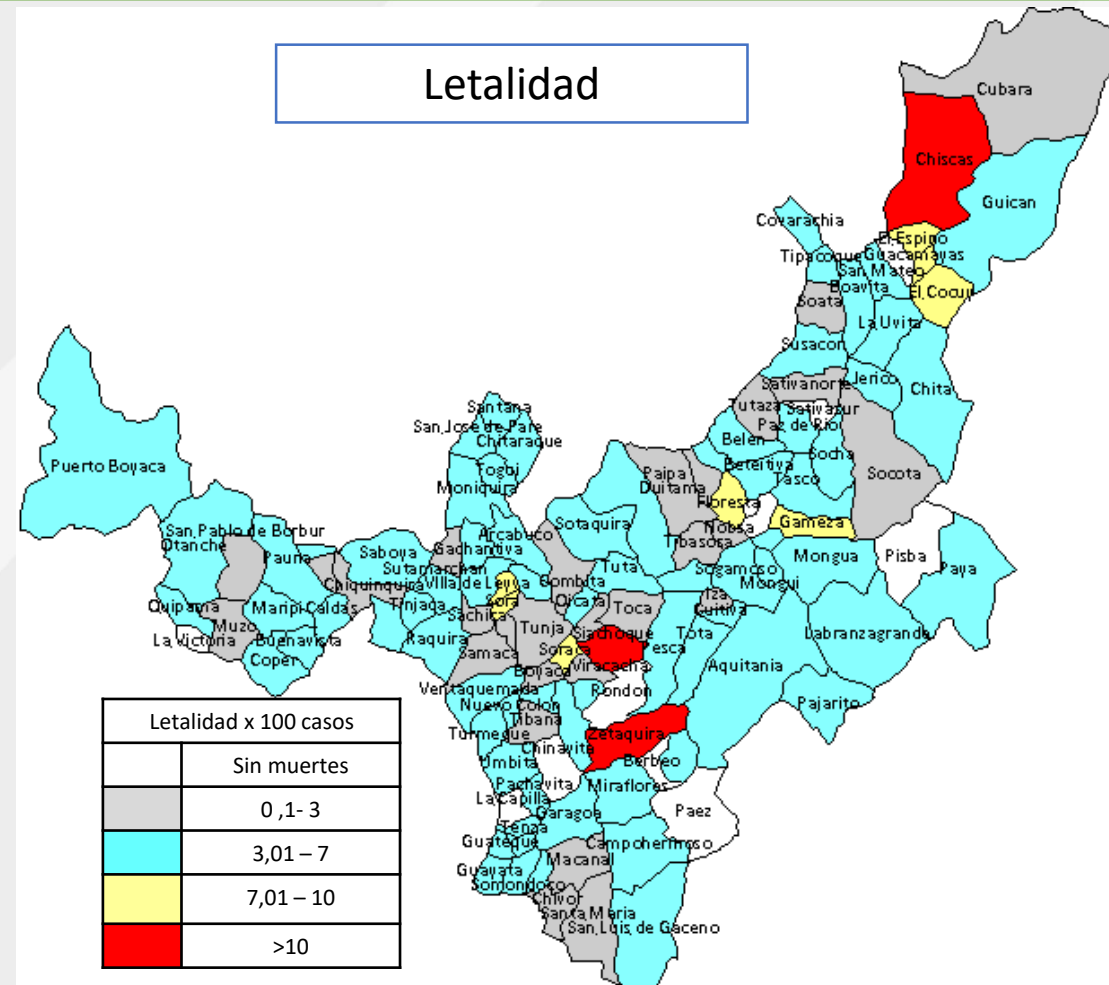 Letalidad
Cubara
Chiscas
Guican
Covarachia
El Espino
Tipacoque
Guacamayas
San Mateo
Boavita
El Cocuy
Soata
La Uvita
Susacon
Sativanorte
Jerico
Chita
Tutaza
Sativasur
Santana
Paz de Rio
San Jose de Pare
Chitaraque
Belen
Socha
Puerto Boyaca
Togui
Paipa
Beteitiva
Socota
Tasco
Moniquira
Duitama
Floresta
San Pablo de Borbur
Sotaquira
Gameza
Nobsa
Otanche
Arcabuco
Tibasosa
Pauna
Saboya
Gachantiva
Mongua
Pisba
Sutamarchan
Tuta
Sogamoso
Paya
Chiquinquira
Villa de Leyva
Combita
Mongui
Iza
Quipama
Maripi
Caldas
Tinjaca
Sora
Oicata
Toca
Cuitiva
Sachica
Muzo
Tunja
La Victoria
Buenavista
Raquira
Siachoque
Tota
Labranzagrande
Samaca
Soraca
Pesca
Coper
Boyaca
Viracacha
Aquitania
Ventaquemada
Rondon
Nuevo Colon
Pajarito
Tibana
Turmeque
Zetaquira
Chinavita
Umbita
Berbeo
Pachavita
Miraflores
La Capilla
Garagoa
Paez
Tenza
Guateque
Campohermoso
Macanal
Guayata
Somondoco
Chivor
Santa Maria
San Luis de Gaceno
Letalidad x 100 casos
Sin muertes
0 ,1- 3
3,01 – 7
7,01 – 10
>10